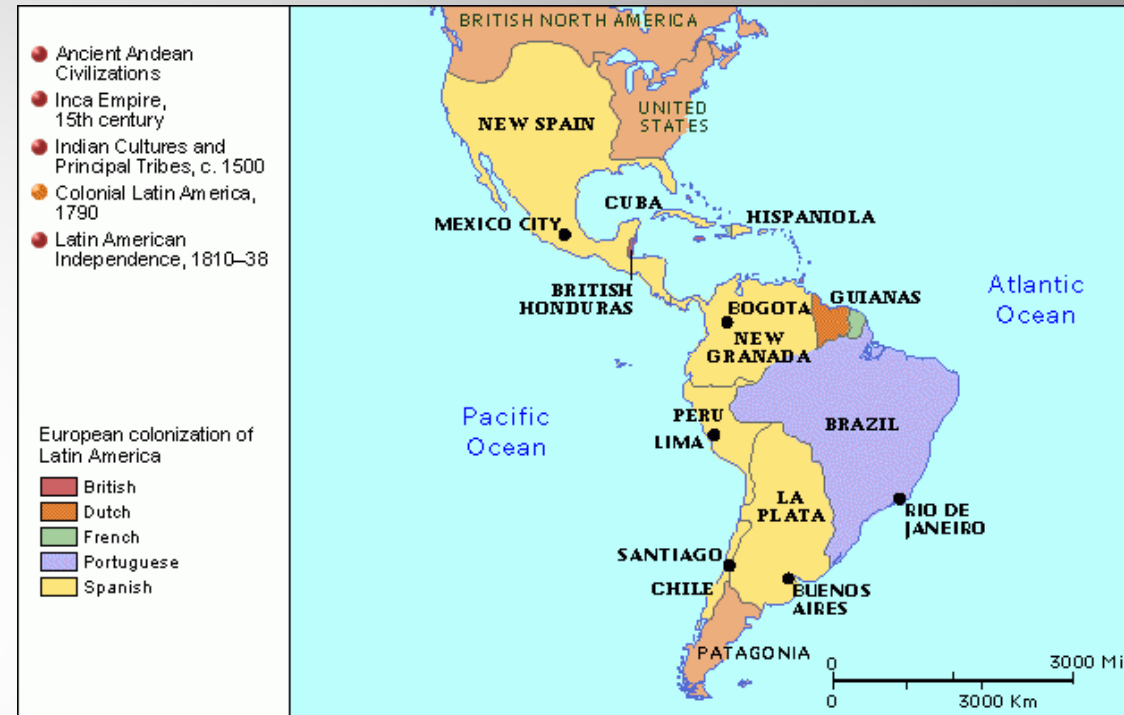 Ancient Andean
Civilizations
Inca Empire,
15th century
Indian Cultures and
Principal Tribes, c. 1500
Colonial Latin America,
1790
Latin American
Independence, 1810–38
European colonization of
Latin America
British
Dutch
French
Portuguese
Spanish
BRITISH NORTH AMERICA
UNITED
STATES
NEW SPAIN
CUBA
HISPANIOLA
MEXICO CITY
BRITISH
HONDURAS
Atlantic
Ocean
GUIANAS
BOGOTA
NEW
GRANADA
Pacific
Ocean
PERU
LIMA
BRAZIL
LA
PLATA
RIO DE
JANEIRO
SANTIAGO
CHILE
BUENOS
AIRES
PATAGONIA
0 3000 Mi
0 3000 Km